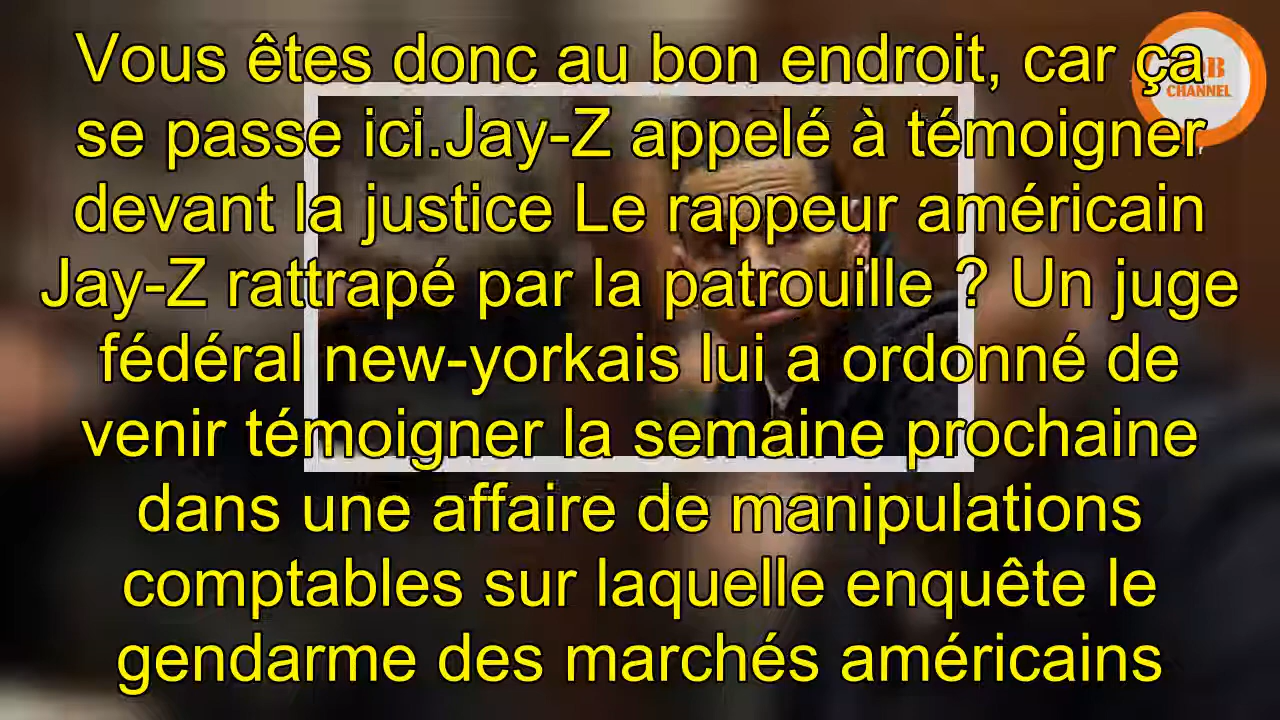 Vous êtes donc au bon endroit, car ça
se passe ici.Jay-Z appelé à témoigner
devant la justice Le rappeur américain
Jay-Z rattrapé par la patrouille ? Un juge
fédéral new-yorkais lui a ordonné de
venir témoigner la semaine prochaine
dans une affaire de manipulations
comptables sur laquelle enquête le
gendarme des marchés américains
CHANNEL